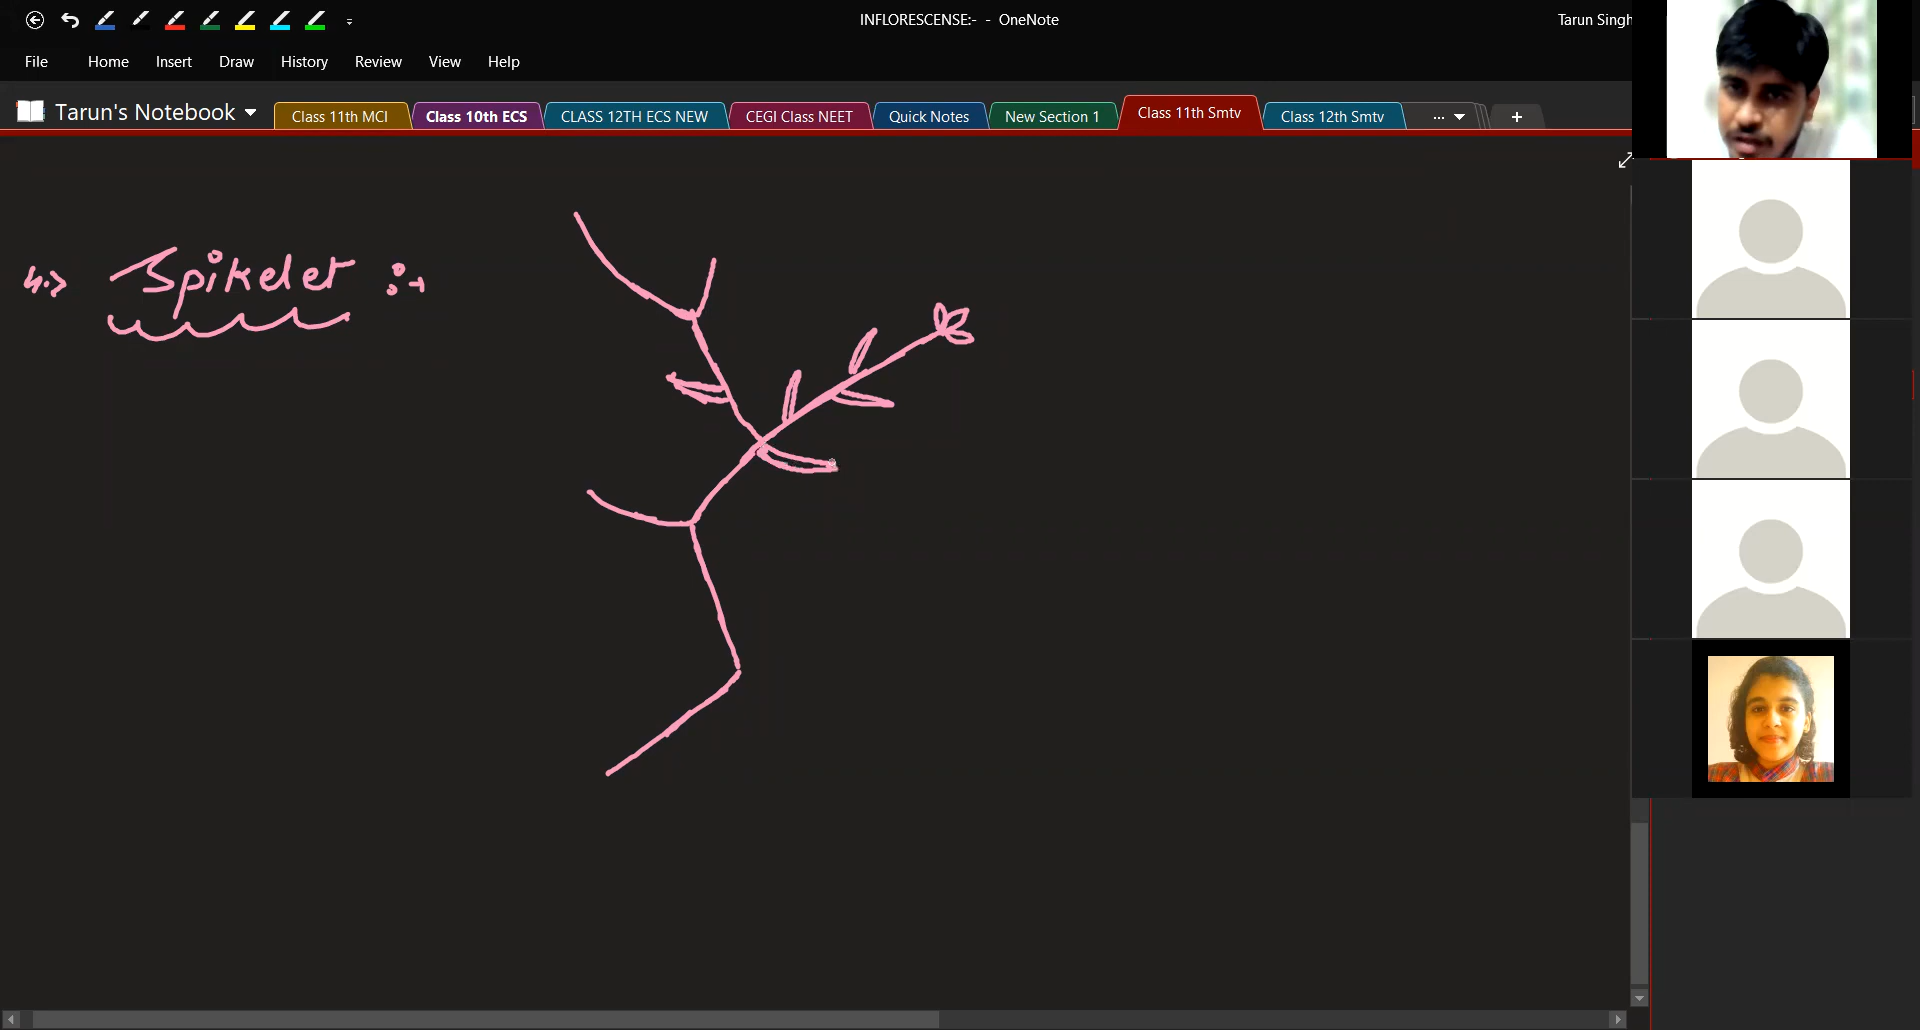 INFLORESCENSE:- - OneNote
Tarun Singh
File Home Insert Draw History Review View Help
Tarun's Notebook
Class 11th MCI
Class 10th ECS
CLASS 12TH ECS NEW
CEGI Class NEET
Quick Notes
New Section 1
Class 11th Smtv
Class 12th Smtv
...
+
4.> Spikelet :→